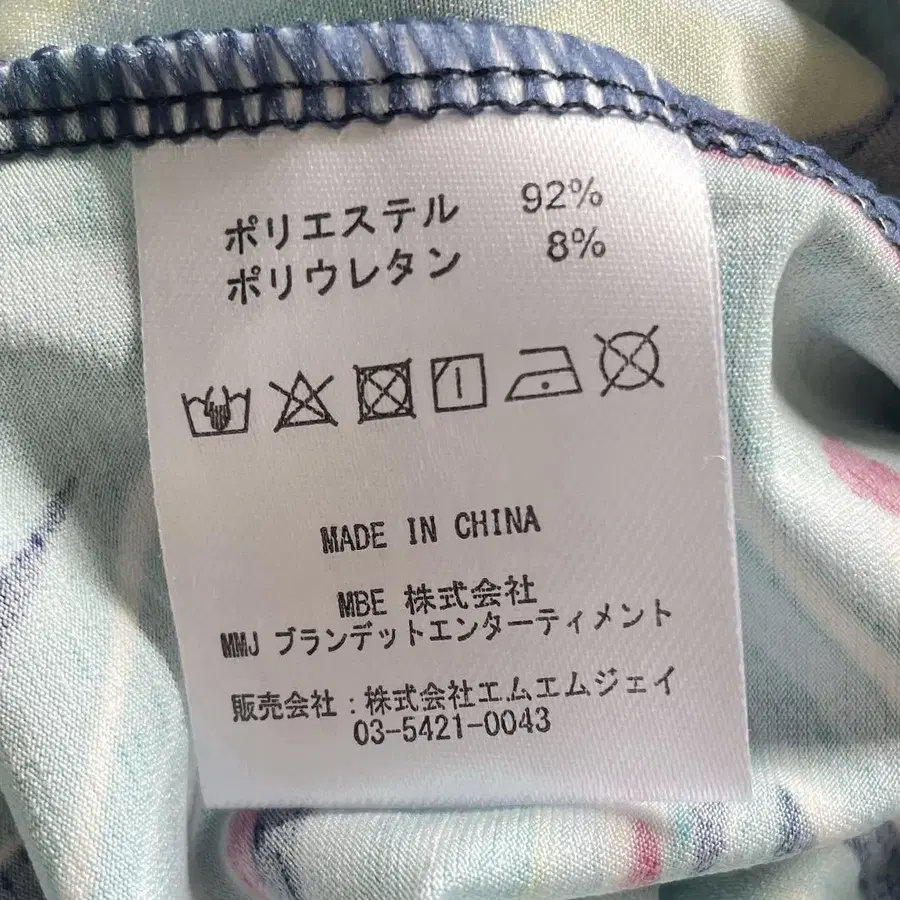 ポリエステル 92%
ポリウレタン 8%
MADE IN CHINA
MBE 株式会社
MMJ ブランデットエンターティメント
販売会社：株式会社エムエムジェイ
03-5421-0043